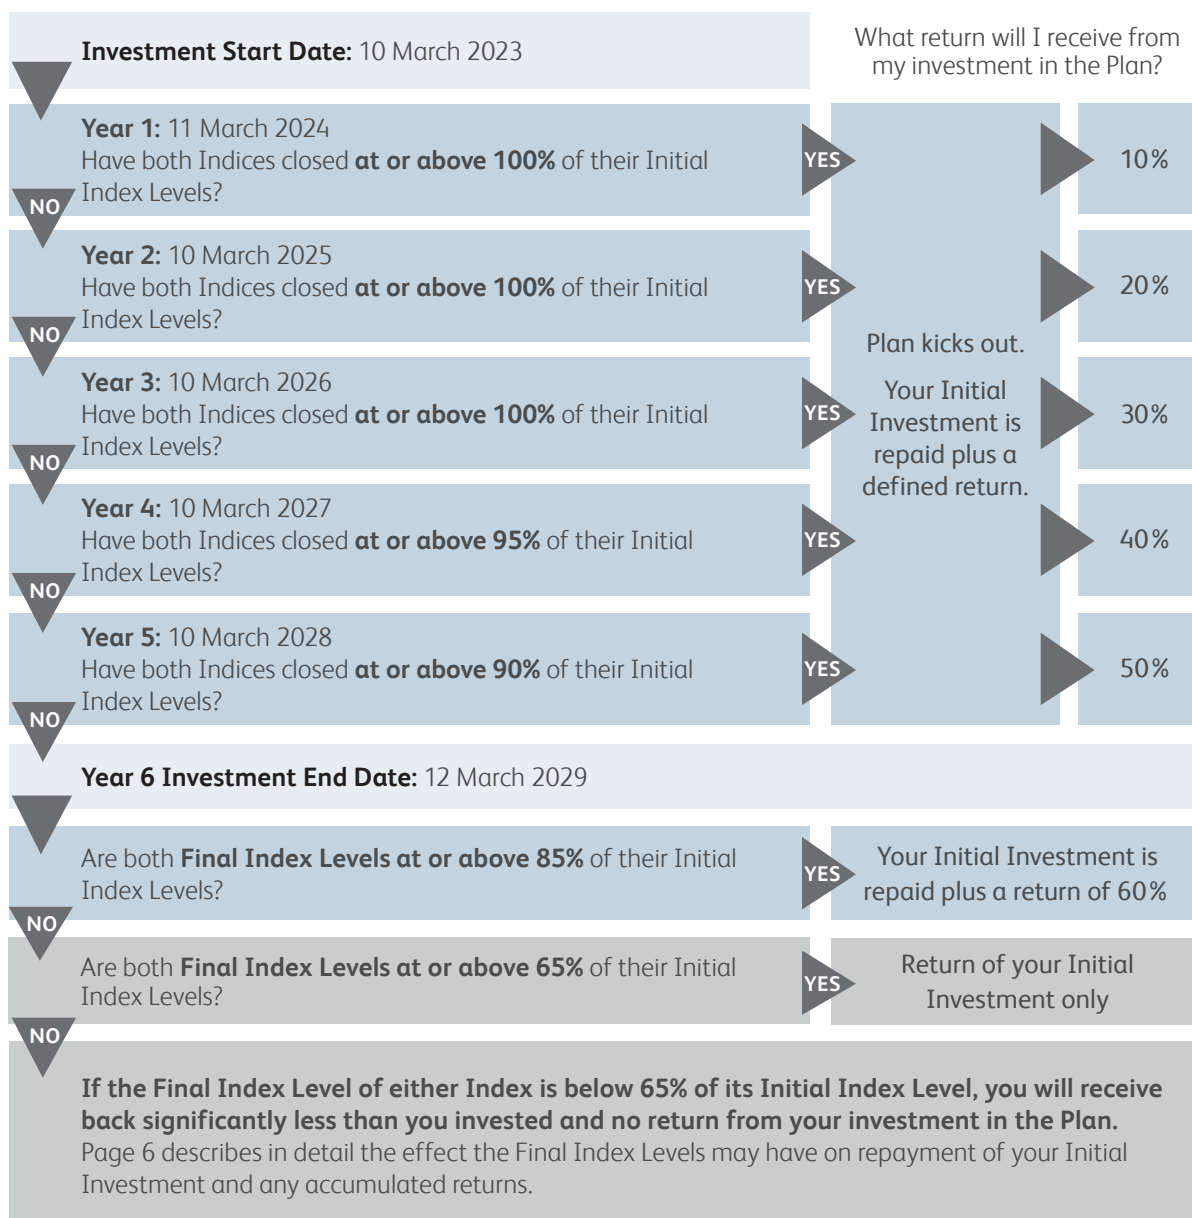 Investment Start Date: 10 March 2023
What return will I receive from
my investment in the Plan?
Year 1: 11 March 2024
Have both Indices closed at or above 100% of their Initial
Index Levels?
YES
10%
NO
Year 2: 10 March 2025
Have both Indices closed at or above 100% of their Initial
Index Levels?
YES
20%
NO
Year 3: 10 March 2026
Have both Indices closed at or above 100% of their Initial
Index Levels?
YES
30%
NO
Year 4: 10 March 2027
Have both Indices closed at or above 95% of their Initial
Index Levels?
YES
40%
NO
Year 5: 10 March 2028
Have both Indices closed at or above 90% of their Initial
Index Levels?
YES
50%
NO
Plan kicks out.
Your Initial
Investment is
repaid plus a
defined return.
Year 6 Investment End Date: 12 March 2029
Are both Final Index Levels at or above 85% of their Initial
Index Levels?
YES
Your Initial Investment is
repaid plus a return of 60%
NO
Are both Final Index Levels at or above 65% of their Initial
Index Levels?
YES
Return of your Initial
Investment only
NO
If the Final Index Level of either Index is below 65% of its Initial Index Level, you will receive
back significantly less than you invested and no return from your investment in the Plan.
Page 6 describes in detail the effect the Final Index Levels may have on repayment of your Initial
Investment and any accumulated returns.